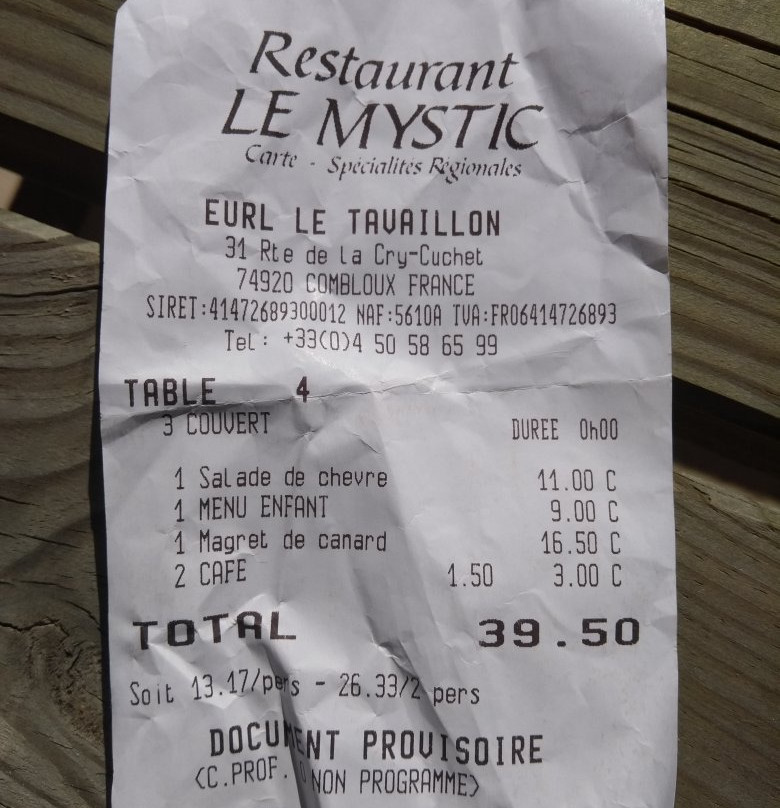 Restaurant
LE MYSTIC
Carte - Spécialités Régionales
EURL LE TAVAILLON
31 Rte de la Cry-Cuchet
74920 COMBLOUX FRANCE
SIRET:41472689300012 NAF:5610A TVA:FR06414726893
Tel: +33(0)4 50 58 65 99
TABLE 4
3 COUVERT DUREE 0h00
1 Salade de chevre 11.00 C
1 MENU ENFANT 9.00 C
1 Magret de canard 16.50 C
2 CAFE 1.50 3.00 C
TOTAL 39.50
Soit 13.17/pers - 26.33/2 pers
DOCUMENT PROVISOIRE
<C.PROF. NON PROGRAMME>